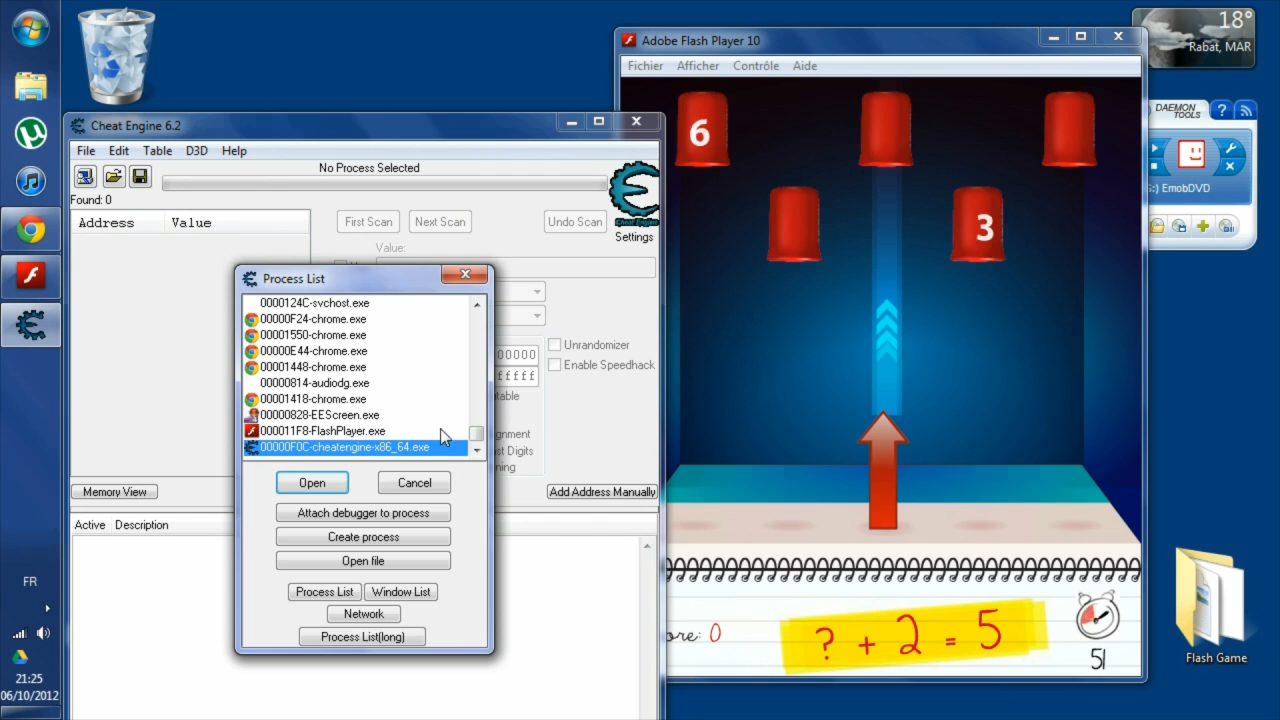 18°
Rabat, MAR
DAEMON
TOOLS
?
:) EmobDVD
Flash Game
FR
21:25
06/10/2012
Cheat Engine 6.2
File Edit Table D3D Help
No Process Selected
Found: 0
Address Value
First Scan Next Scan Undo Scan
Settings
Value:
00000
fffff
Unrandomizer
Enable Speedhack
Memory View
Add Address Manually
Active Description
Process List
0000124C-svchost.exe
00000F24-chrome.exe
00001550-chrome.exe
00000E44-chrome.exe
00001448-chrome.exe
00000814-audiodg.exe
00001418-chrome.exe
00000828-EEScreen.exe
000011F8-FlashPlayer.exe
00000F0C-cheatengine-x86_64.exe
Open Cancel
Attach debugger to process
Create process
Open file
Process List Window List
Network
Process List(long)
Adobe Flash Player 10
Fichier Afficher Contrôle Aide
6
3
ore: 0
? + 2 = 5
51